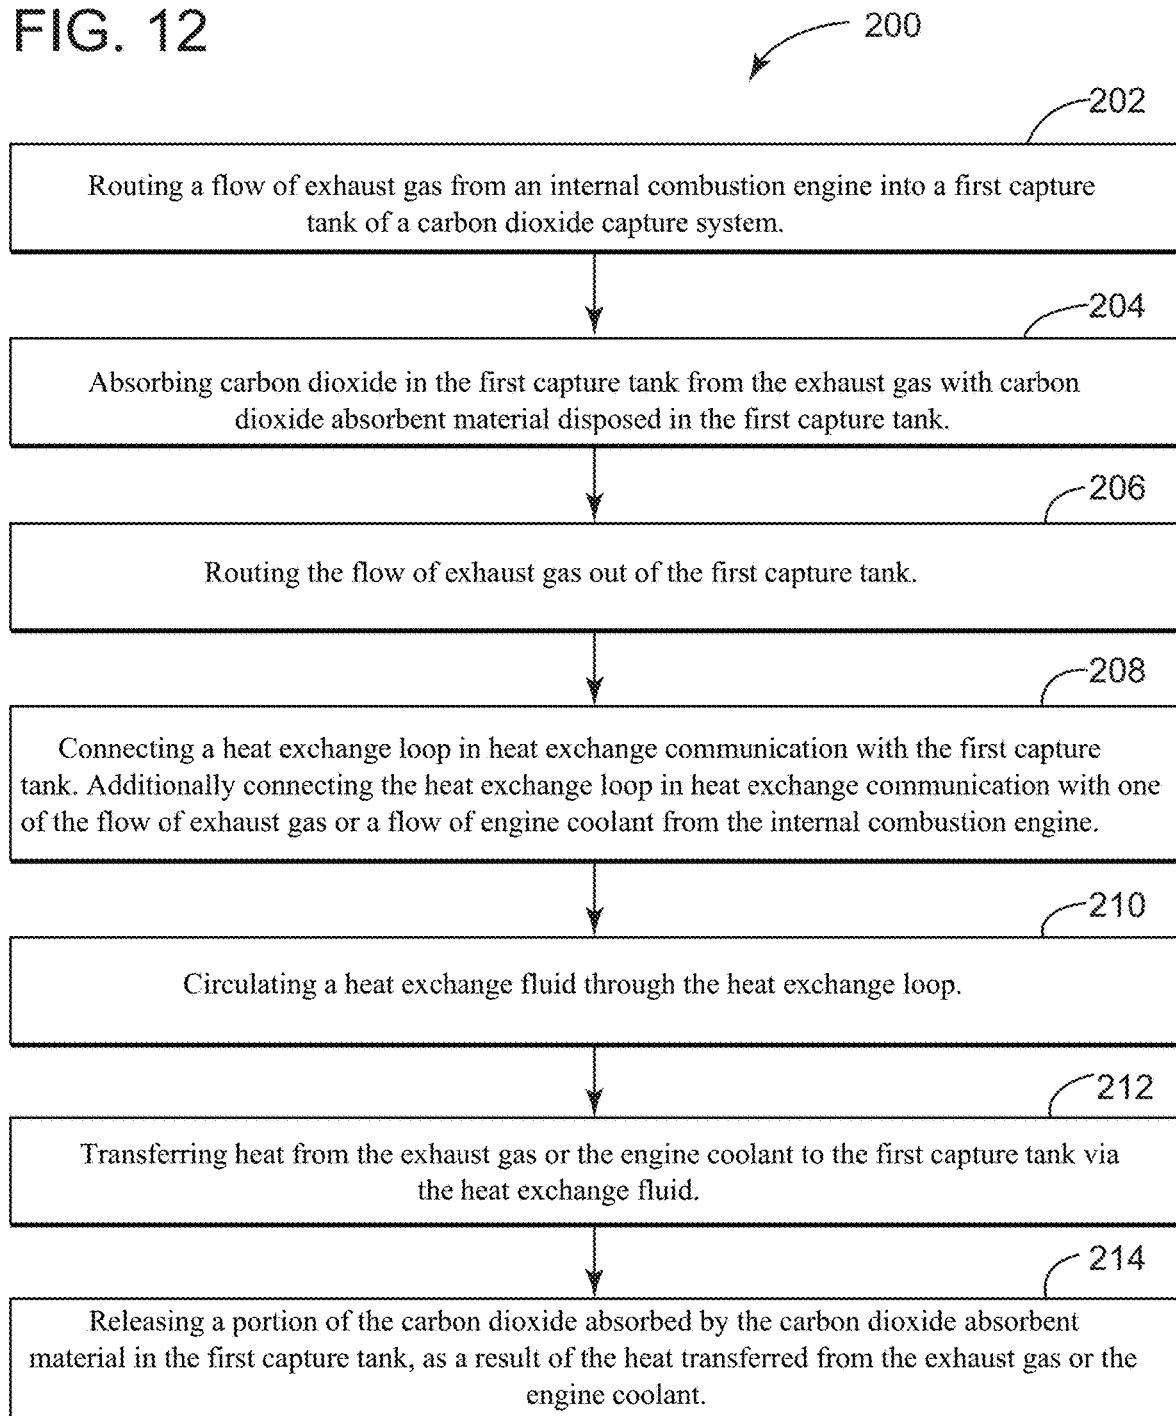 FIG. 12
200
202
Routing a flow of exhaust gas from an internal combustion engine into a first capture
tank of a carbon dioxide capture system.
204
Absorbing carbon dioxide in the first capture tank from the exhaust gas with carbon
dioxide absorbent material disposed in the first capture tank.
206
Routing the flow of exhaust gas out of the first capture tank.
208
Connecting a heat exchange loop in heat exchange communication with the first capture
tank. Additionally connecting the heat exchange loop in heat exchange communication with one
of the flow of exhaust gas or a flow of engine coolant from the internal combustion engine.
210
Circulating a heat exchange fluid through the heat exchange loop.
212
Transferring heat from the exhaust gas or the engine coolant to the first capture tank via
the heat exchange fluid.
214
Releasing a portion of the carbon dioxide absorbed by the carbon dioxide absorbent
material in the first capture tank, as a result of the heat transferred from the exhaust gas or the
engine coolant.